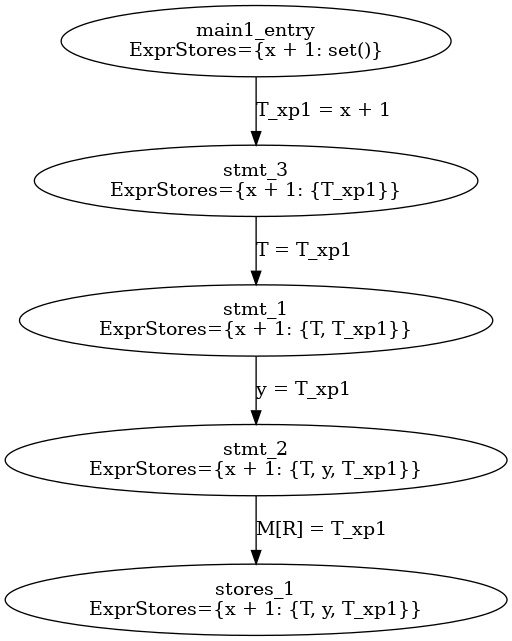 main1_entry
ExprStores={x + 1: set()}
T_xp1 = x + 1
stmt_3
ExprStores={x + 1: {T_xp1}}
T = T_xp1
stmt_1
ExprStores={x + 1: {T, T_xp1}}
y = T_xp1
stmt_2
ExprStores={x + 1: {T, y, T_xp1}}
M[R] = T_xp1
stores_1
ExprStores={x + 1: {T, y, T_xp1}}